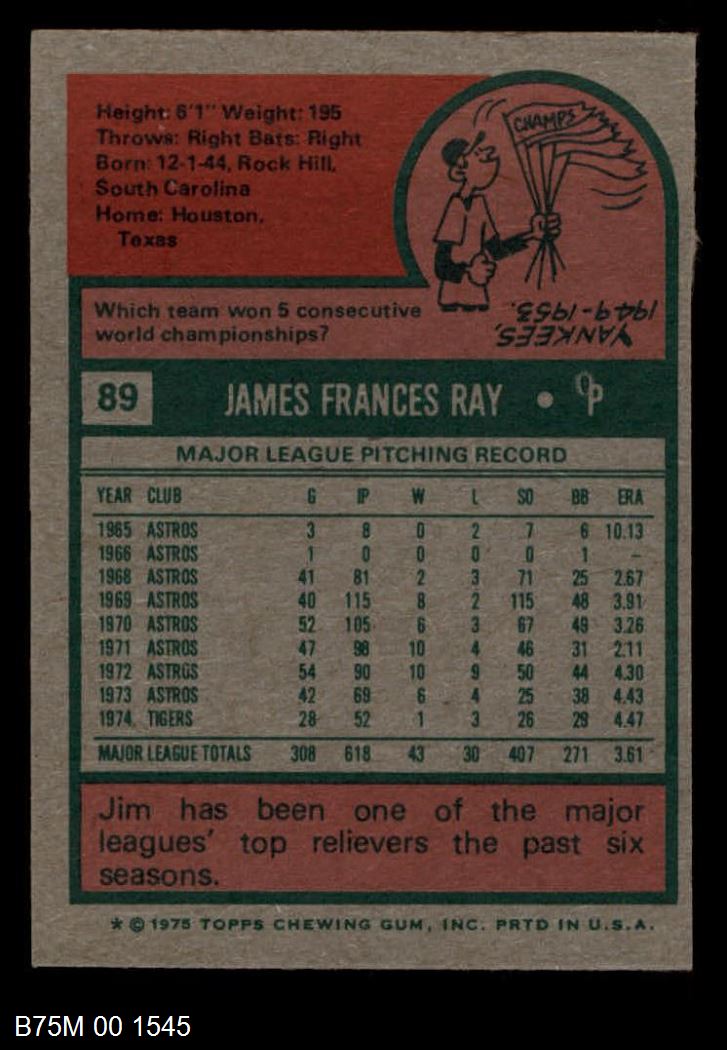 Height: 6'1" Weight: 195
Throws: Right Bats: Right
Born: 12-1-44, Rock Hill,
South Carolina
Home: Houston,
Texas
CHAMPS
Which team won 5 consecutive
world championships?
YANKEES,
1949-1953.
89 JAMES FRANCES RAY • P
MAJOR LEAGUE PITCHING RECORD
YEAR CLUB G IP W L SO BB ERA
1965 ASTROS 3 8 0 2 7 6 10.13
1966 ASTROS 1 0 0 0 0 1 –
1968 ASTROS 41 81 2 3 71 25 2.67
1969 ASTROS 40 115 8 2 115 48 3.91
1970 ASTROS 52 105 6 3 67 49 3.26
1971 ASTROS 47 98 10 4 46 31 2.11
1972 ASTROS 54 90 10 9 50 44 4.30
1973 ASTROS 42 69 6 4 25 38 4.43
1974 TIGERS 28 52 1 3 26 29 4.47
MAJOR LEAGUE TOTALS 308 618 43 30 407 271 3.61
Jim has been one of the major
leagues' top relievers the past six
seasons.
* © 1975 TOPPS CHEWING GUM, INC. PRTD IN U.S.A.
B75M 00 1545